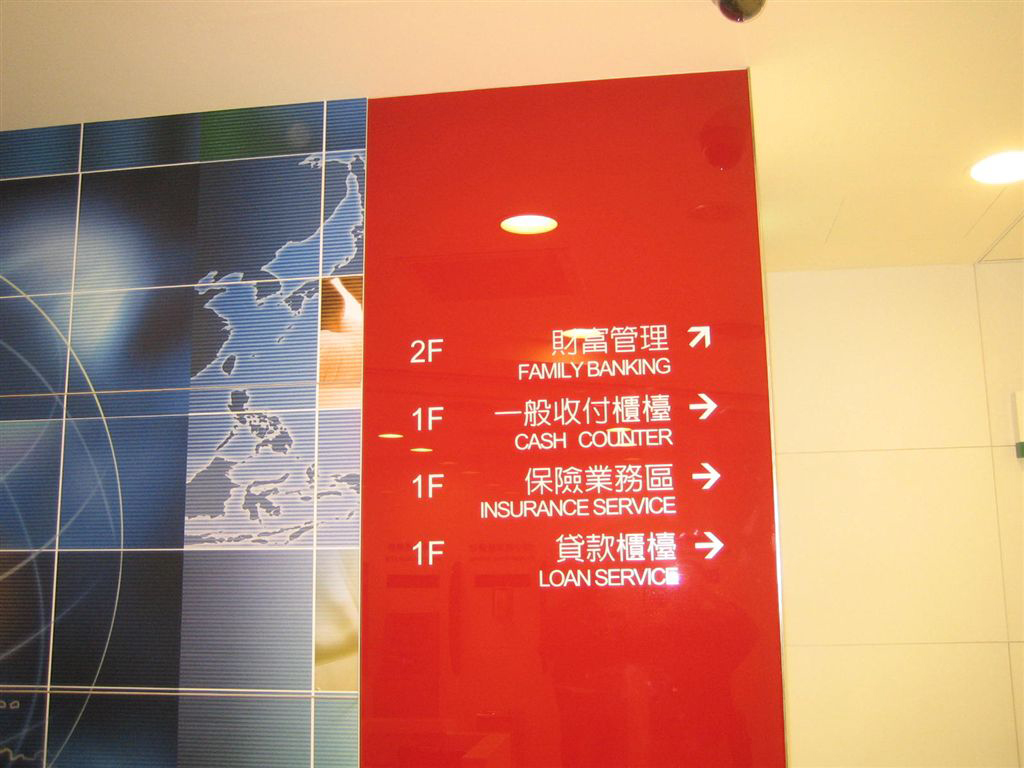 2F 財富管理
FAMILY BANKING
1F 一般收付櫃檯
CASH COUNTER
1F 保險業務區
INSURANCE SERVICE
1F 貸款櫃檯
LOAN SERVICE